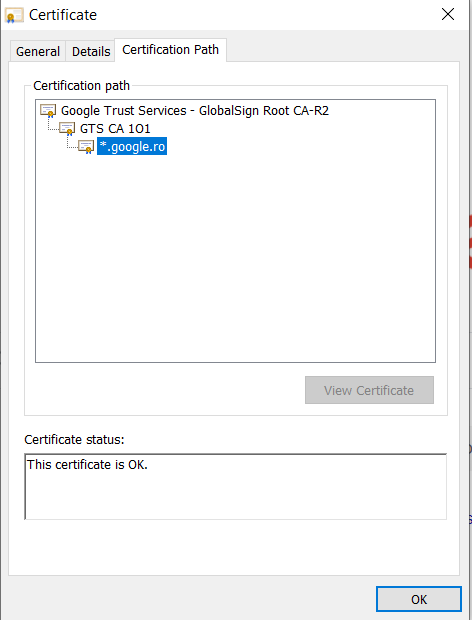 Certificate
General
Details
Certification Path
Certification path
Google Trust Services - GlobalSign Root CA-R2
GTS CA 1O1
*.google.ro
View Certificate
Certificate status:
This certificate is OK.
OK